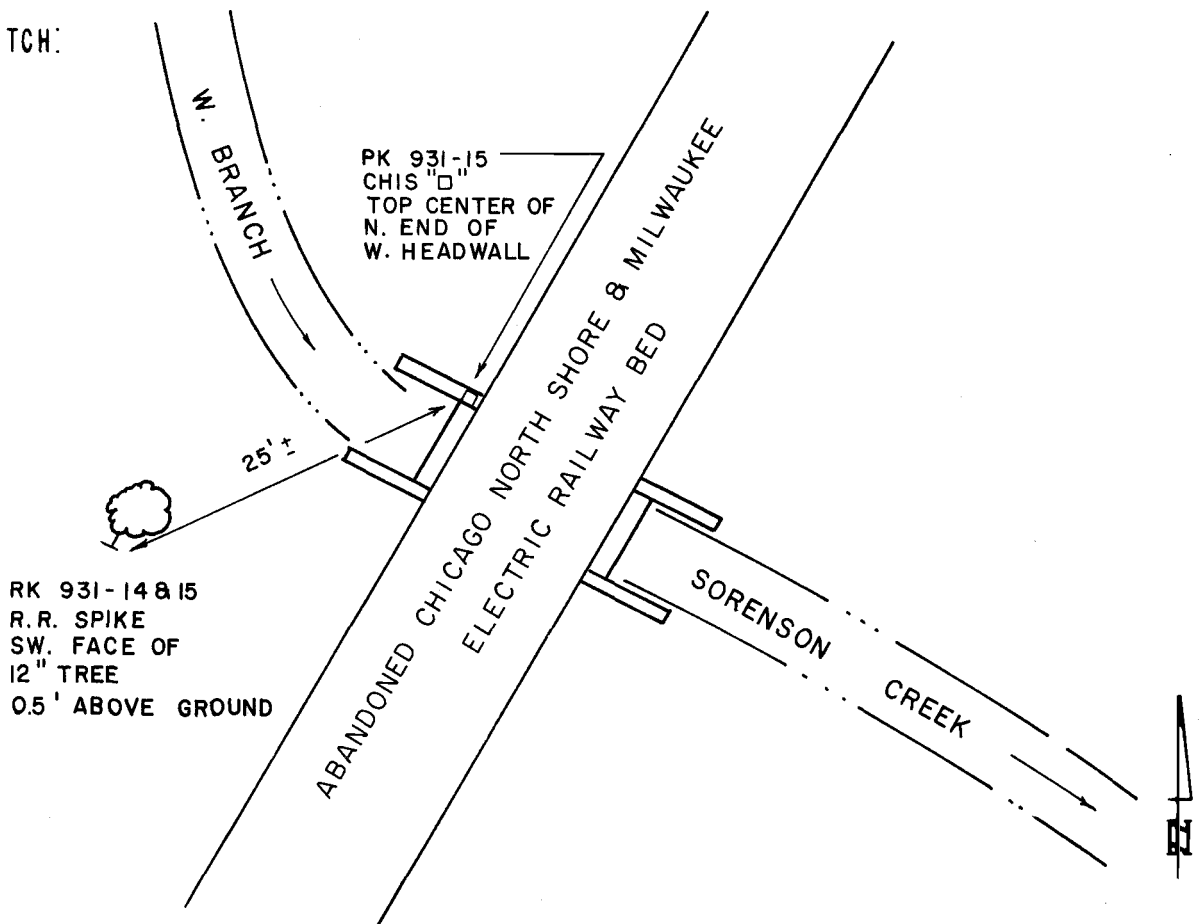 TCH:
W. BRANCH
PK 931-15
CHIS "□"
TOP CENTER OF
N. END OF
W. HEADWALL
25'±
RK 931-14 & 15
R.R. SPIKE
SW. FACE OF
12" TREE
0.5' ABOVE GROUND
ABANDONED CHICAGO NORTH SHORE & MILWAUKEE
ELECTRIC RAILWAY BED
SORENSON
CREEK
N